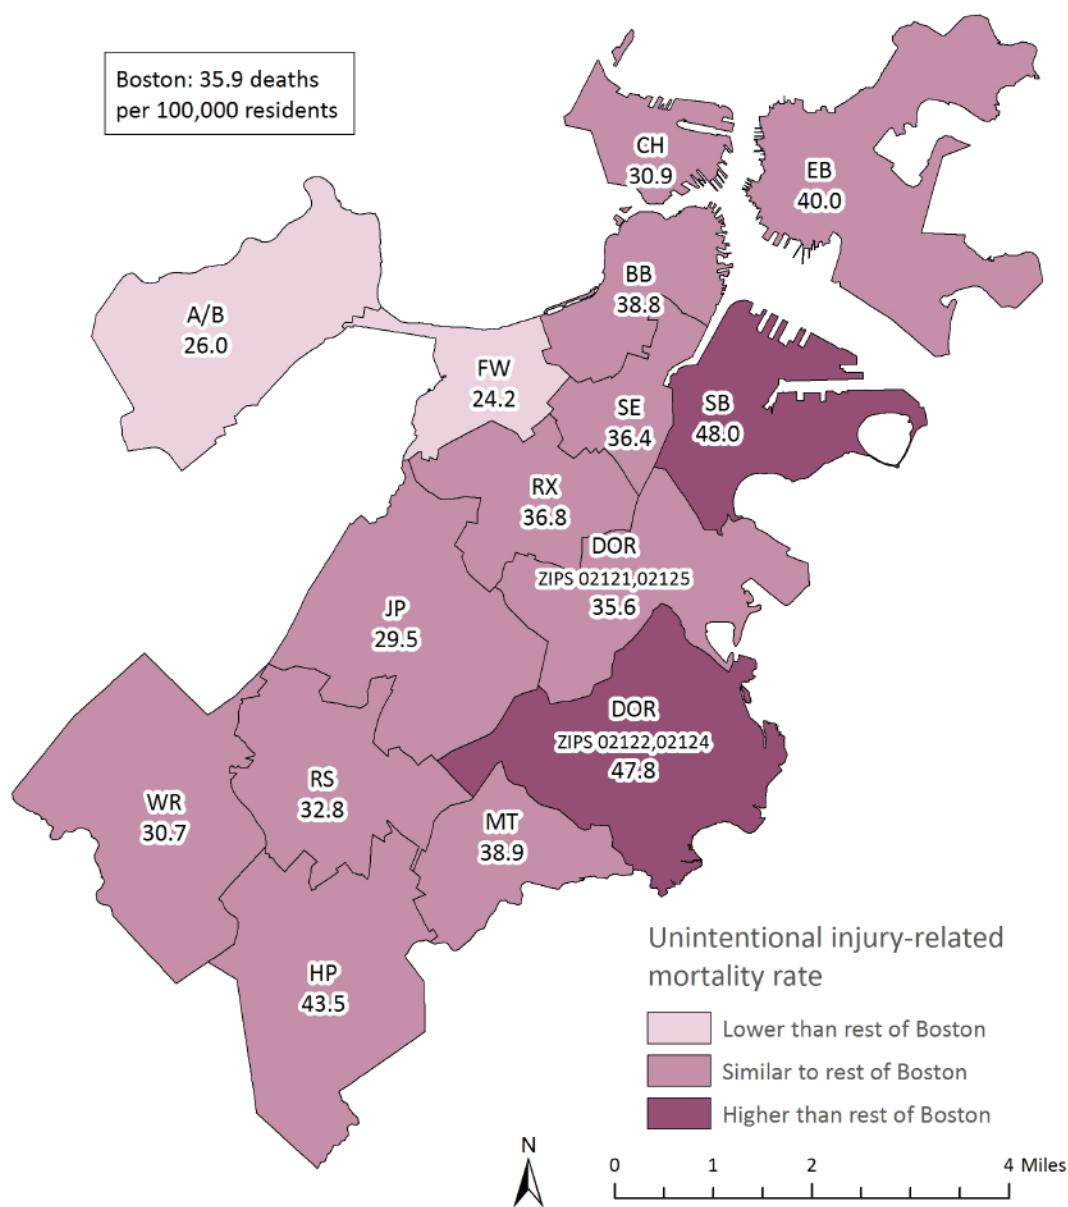 Boston: 35.9 deaths
per 100,000 residents
CH
30.9
EB
40.0
BB
38.8
A/B
26.0
FW
24.2
SE
36.4
SB
48.0
RX
36.8
DOR
ZIPS 02121,02125
35.6
JP
29.5
DOR
ZIPS 02122,02124
47.8
RS
32.8
WR
30.7
MT
38.9
HP
43.5
Unintentional injury-related
mortality rate
Lower than rest of Boston
Similar to rest of Boston
Higher than rest of Boston
N
0 1 2 4 Miles